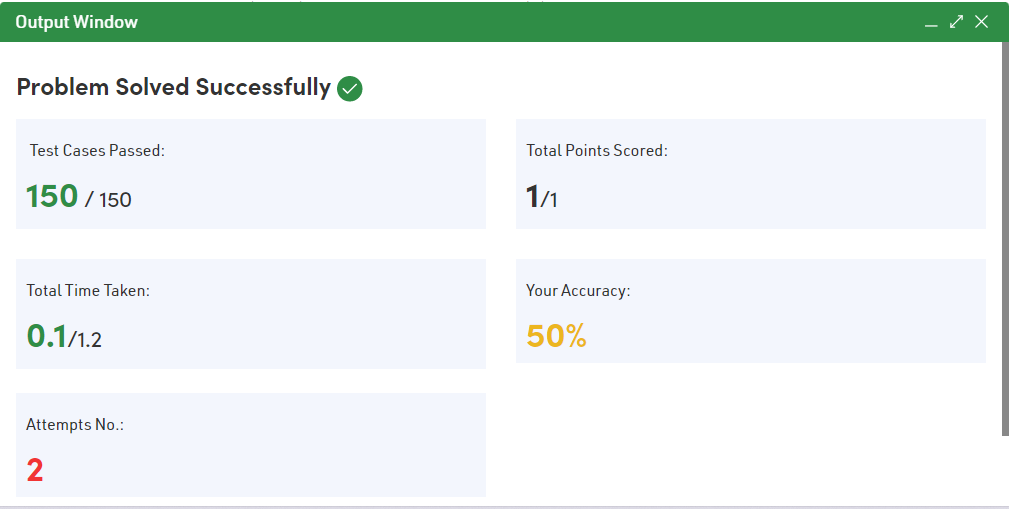 Output Window
Problem Solved Successfully
Test Cases Passed:
150 / 150
Total Points Scored:
1/1
Total Time Taken:
0.1/1.2
Your Accuracy:
50%
Attempts No.:
2